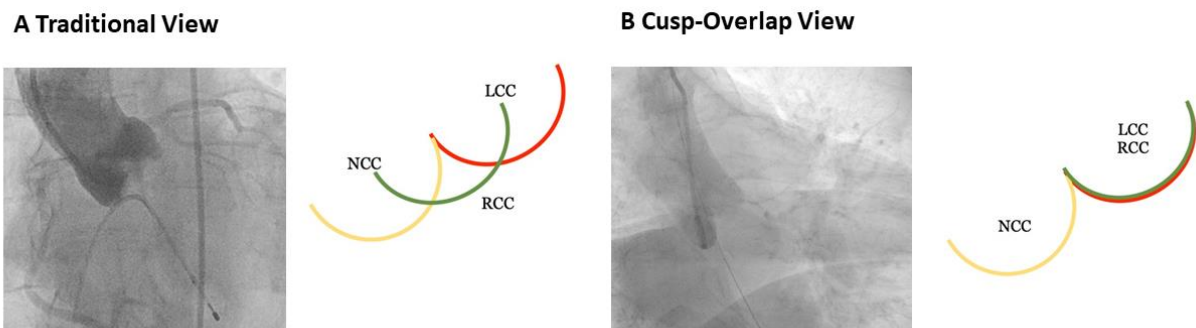 A Traditional View
LCC
NCC
RCC
B Cusp-Overlap View
LCC
RCC
NCC